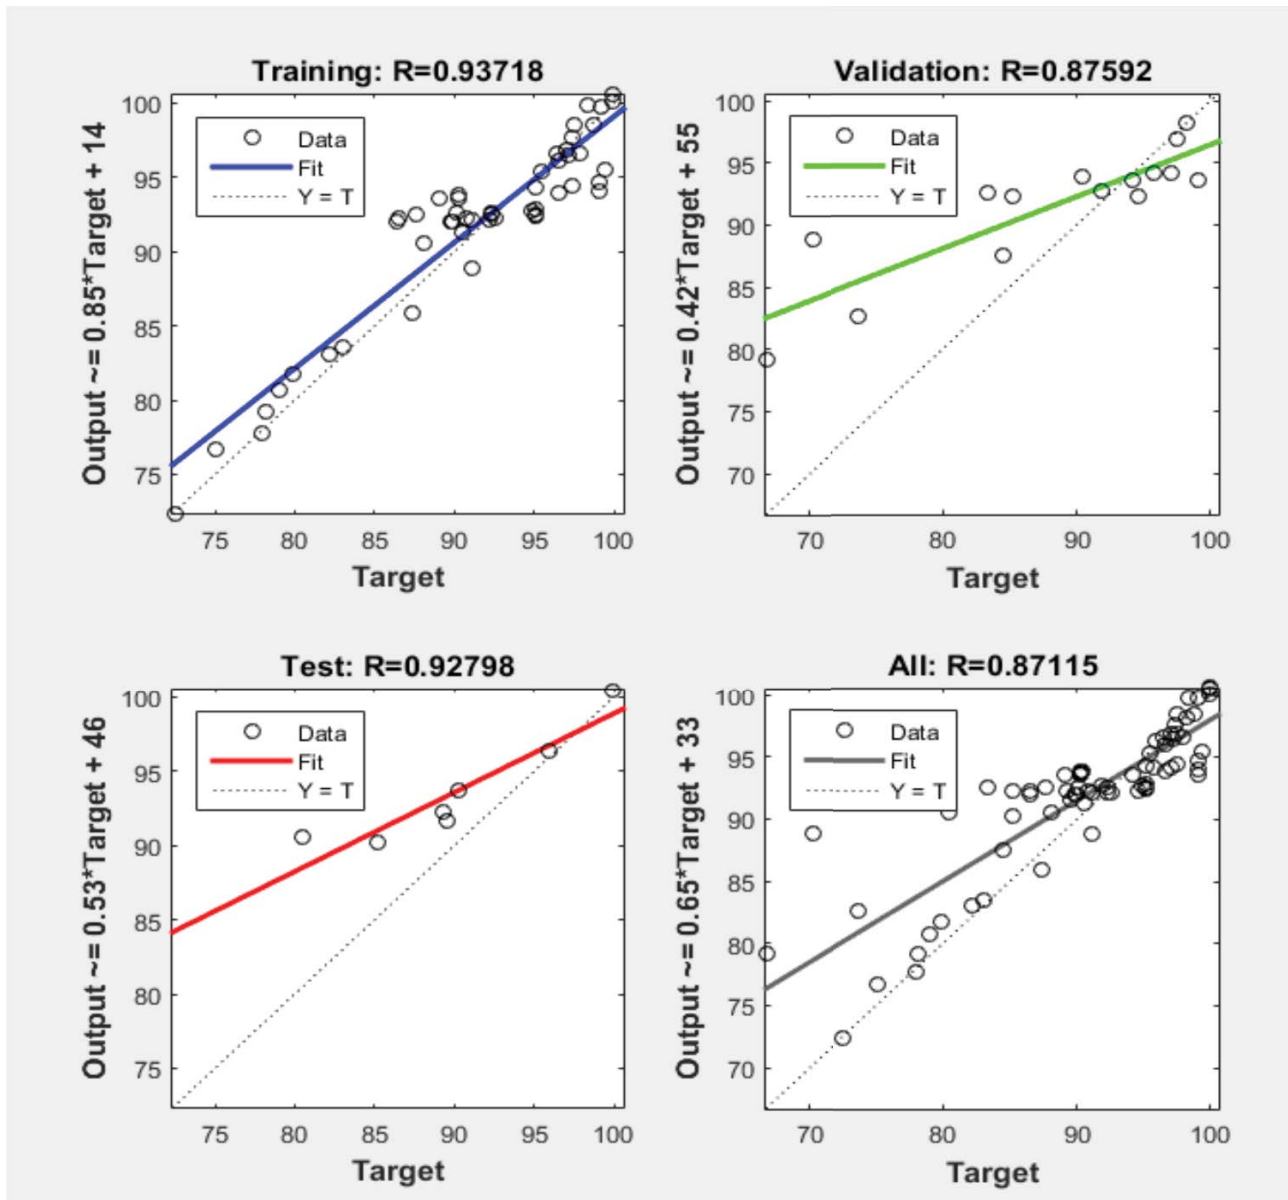 Training: R=0.93718
Output ~= 0.85*Target + 14
100
95
90
85
80
75
Data
Fit
Y = T
75 80 85 90 95 100
Target
Validation: R=0.87592
Output ~= 0.42*Target + 55
100
95
90
85
80
75
70
Data
Fit
Y = T
70 80 90 100
Target
Test: R=0.92798
Output ~= 0.53*Target + 46
100
95
90
85
80
75
Data
Fit
Y = T
75 80 85 90 95 100
Target
All: R=0.87115
Output ~= 0.65*Target + 33
100
95
90
85
80
75
70
Data
Fit
Y = T
70 80 90 100
Target